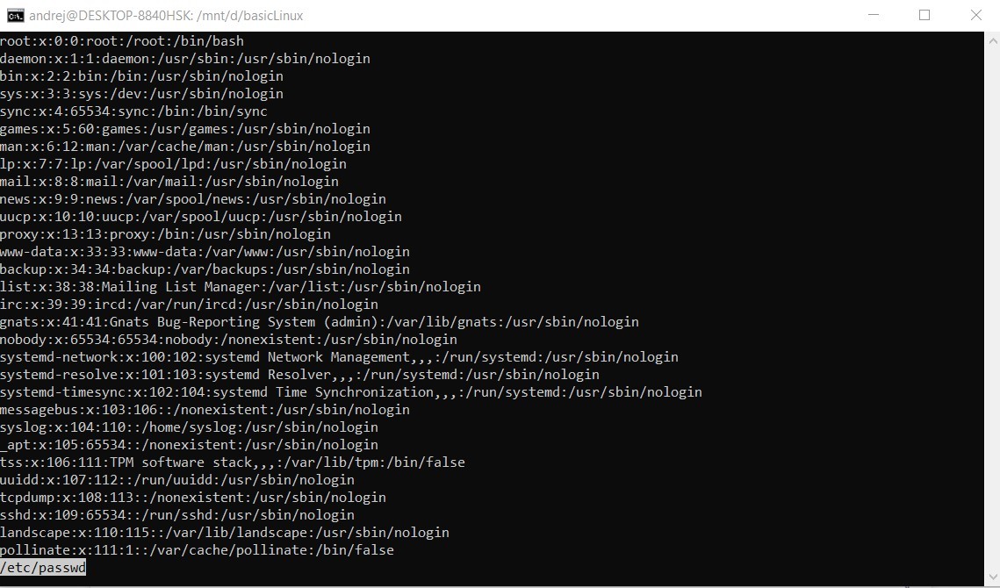 andrej@DESKTOP-8840HSK: /mnt/d/basicLinux
root:x:0:0:root:/root:/bin/bash
daemon:x:1:1:daemon:/usr/sbin:/usr/sbin/nologin
bin:x:2:2:bin:/bin:/usr/sbin/nologin
sys:x:3:3:sys:/dev:/usr/sbin/nologin
sync:x:4:65534:sync:/bin:/bin/sync
games:x:5:60:games:/usr/games:/usr/sbin/nologin
man:x:6:12:man:/var/cache/man:/usr/sbin/nologin
lp:x:7:7:lp:/var/spool/lpd:/usr/sbin/nologin
mail:x:8:8:mail:/var/mail:/usr/sbin/nologin
news:x:9:9:news:/var/spool/news:/usr/sbin/nologin
uucp:x:10:10:uucp:/var/spool/uucp:/usr/sbin/nologin
proxy:x:13:13:proxy:/bin:/usr/sbin/nologin
www-data:x:33:33:www-data:/var/www:/usr/sbin/nologin
backup:x:34:34:backup:/var/backups:/usr/sbin/nologin
list:x:38:38:Mailing List Manager:/var/list:/usr/sbin/nologin
irc:x:39:39:ircd:/var/run/ircd:/usr/sbin/nologin
gnats:x:41:41:Gnats Bug-Reporting System (admin):/var/lib/gnats:/usr/sbin/nologin
nobody:x:65534:65534:nobody:/nonexistent:/usr/sbin/nologin
systemd-network:x:100:102:systemd Network Management,,,:/run/systemd:/usr/sbin/nologin
systemd-resolve:x:101:103:systemd Resolver,,,:/run/systemd:/usr/sbin/nologin
systemd-timesync:x:102:104:systemd Time Synchronization,,,:/run/systemd:/usr/sbin/nologin
messagebus:x:103:106::/nonexistent:/usr/sbin/nologin
syslog:x:104:110::/home/syslog:/usr/sbin/nologin
_apt:x:105:65534::/nonexistent:/usr/sbin/nologin
tss:x:106:111:TPM software stack,,,:/var/lib/tpm:/bin/false
uuidd:x:107:112::/run/uuidd:/usr/sbin/nologin
tcpdump:x:108:113::/nonexistent:/usr/sbin/nologin
sshd:x:109:65534::/run/sshd:/usr/sbin/nologin
landscape:x:110:115::/var/lib/landscape:/usr/sbin/nologin
pollinate:x:111:1::/var/cache/pollinate:/bin/false
/etc/passwd